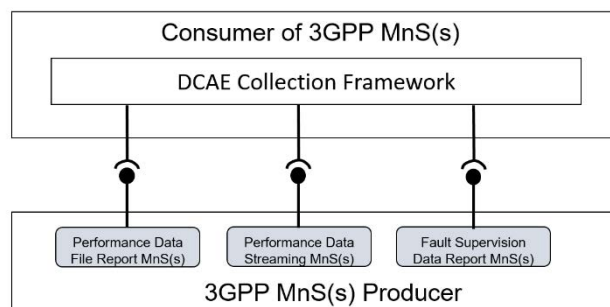 Consumer of 3GPP MnS(s)
DCAE Collection Framework
Performance Data
File Report MnS(s)
Performance Data
Streaming MnS(s)
Fault Supervision
Data Report MnS(s)
3GPP MnS(s) Producer